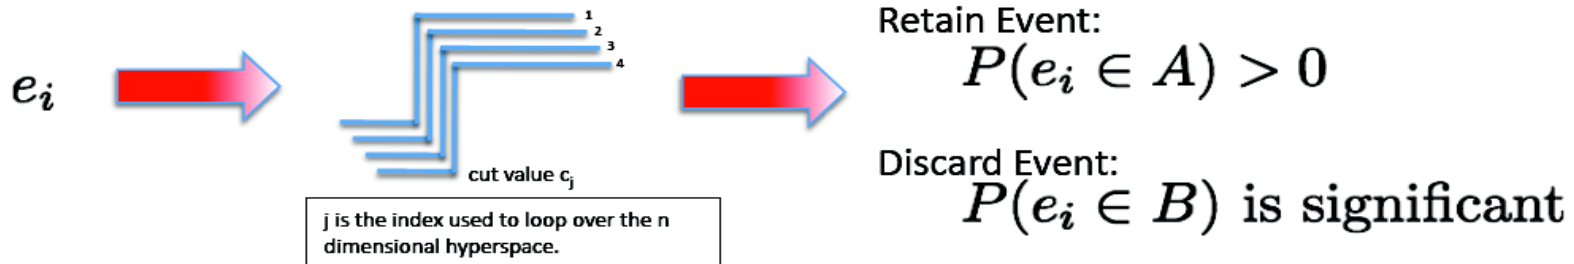 e_i
1
2
3
4
cut value c_j
j is the index used to loop over the n
dimensional hyperspace.
Retain Event:
P(e_i ∈ A) > 0
Discard Event:
P(e_i ∈ B) is significant